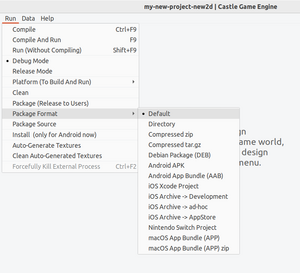 my-new-project-new2d | Castle Game Engine
Run Data Help
Compile Ctrl+F9
Compile And Run F9
Run (Without Compiling) Shift+F9
Debug Mode
Release Mode
Platform (To Build And Run)
Clean
Package (Release to Users)
Package Format
Package Source
Install (only for Android now)
Auto-Generate Textures
Clean Auto-Generated Textures
Forcefully Kill External Process Ctrl+F2
Default
Directory
Compressed zip
Compressed tar.gz
Debian Package (DEB)
Android APK
Android App Bundle (AAB)
iOS Xcode Project
iOS Archive -> Development
iOS Archive -> ad-hoc
iOS Archive -> AppStore
Nintendo Switch Project
macOS App Bundle (APP)
macOS App Bundle (APP) zip
gn
ame world,
design
menu.